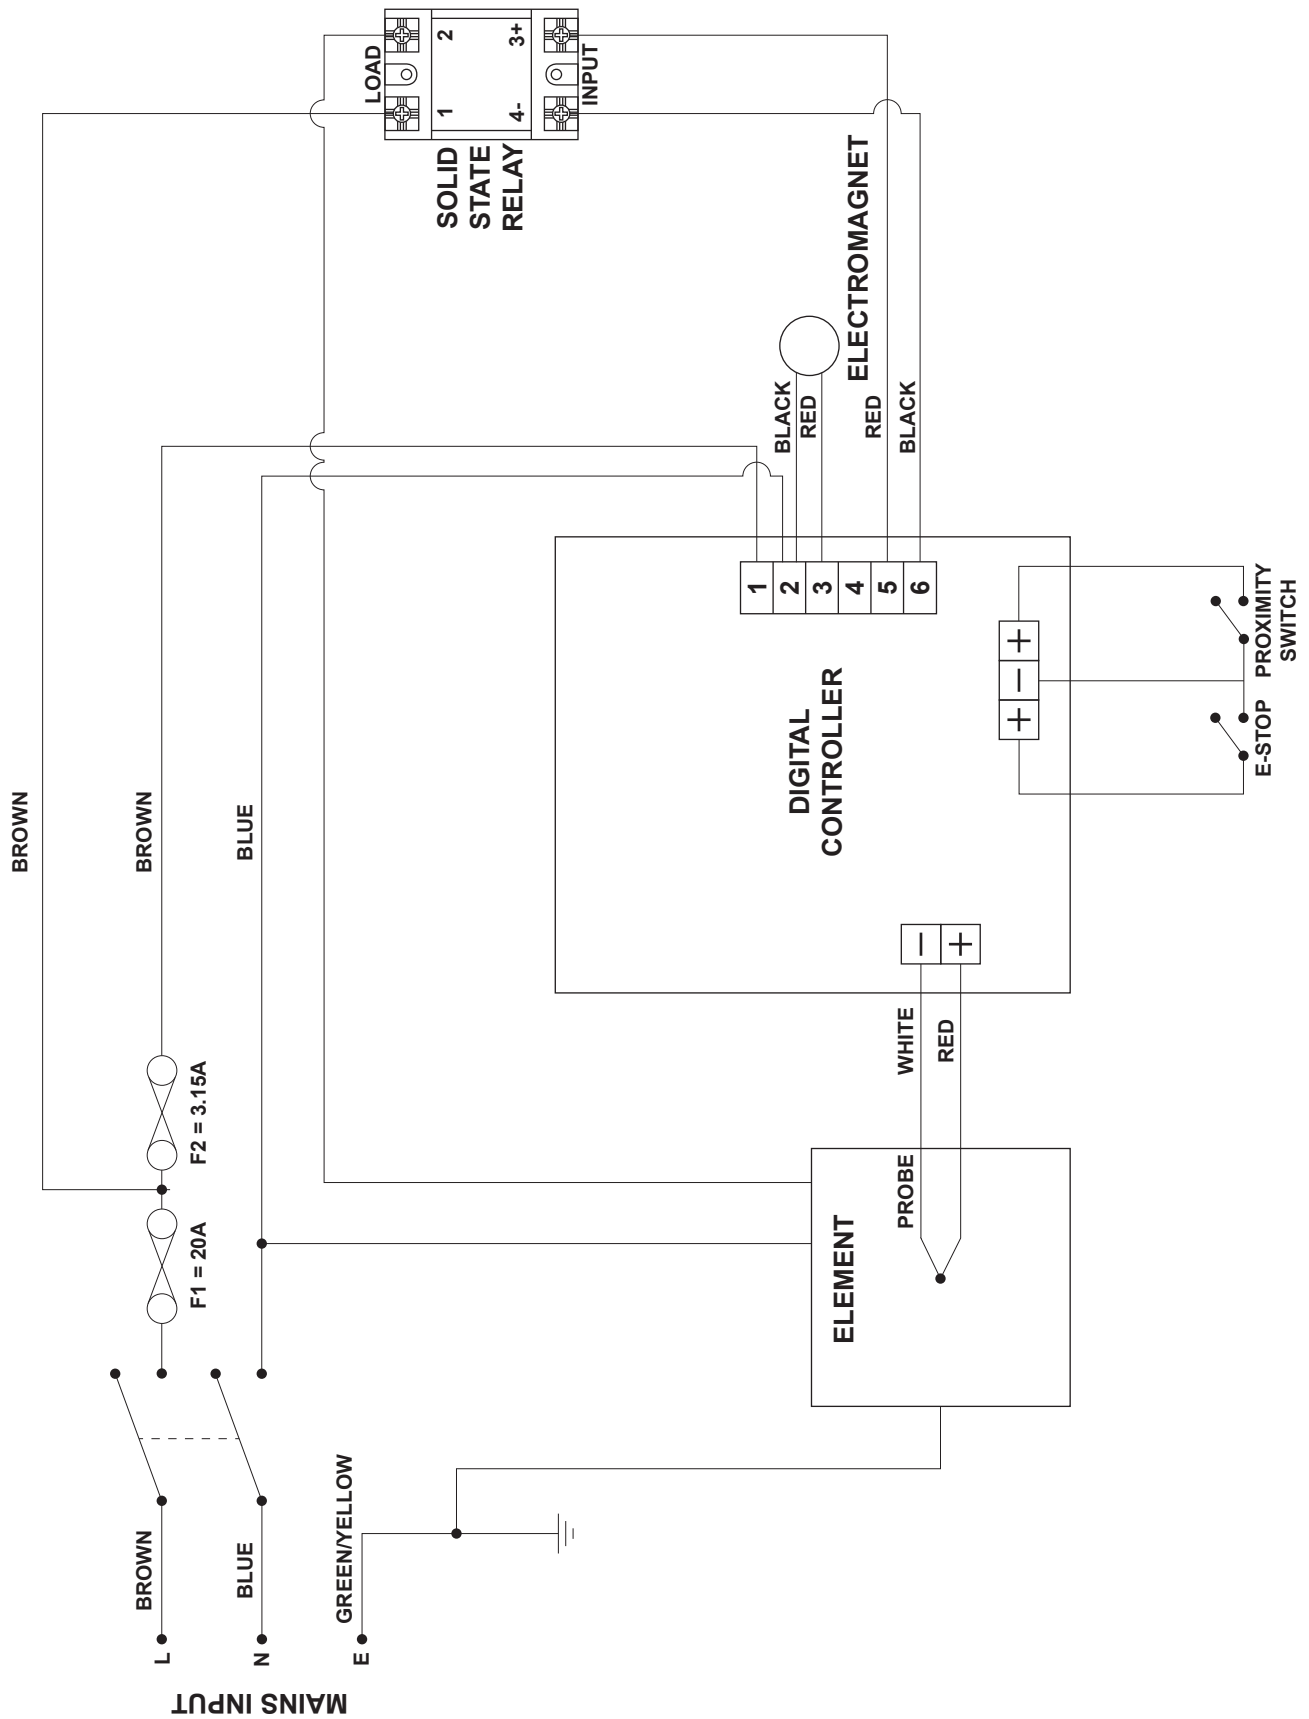 MAINS INPUT
L
N
E
BROWN
BLUE
GREEN/YELLOW
F1 = 20A
F2 = 3.15A
BROWN
BROWN
BLUE
ELEMENT
PROBE
WHITE
RED
−
+
DIGITAL
CONTROLLER
1
2
3
4
5
6
+
−
+
E-STOP
PROXIMITY
SWITCH
BLACK
RED
ELECTROMAGNET
RED
BLACK
SOLID
STATE
RELAY
LOAD
1
2
4-
3+
INPUT